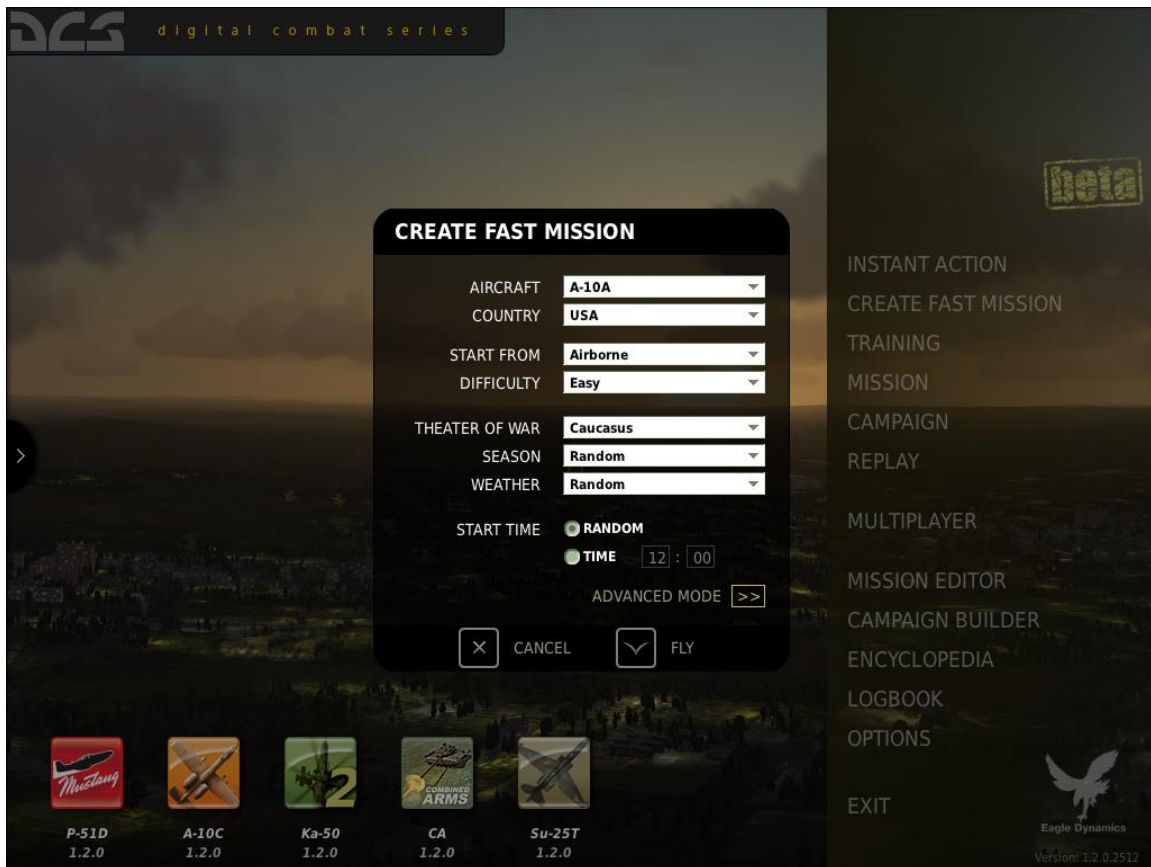 DCS digital combat series
beta
CREATE FAST MISSION
AIRCRAFT A-10A
COUNTRY USA
START FROM Airborne
DIFFICULTY Easy
THEATER OF WAR Caucasus
SEASON Random
WEATHER Random
START TIME RANDOM
TIME 12 : 00
ADVANCED MODE >>
CANCEL FLY
INSTANT ACTION
CREATE FAST MISSION
TRAINING
MISSION
CAMPAIGN
REPLAY
MULTIPLAYER
MISSION EDITOR
CAMPAIGN BUILDER
ENCYCLOPEDIA
LOGBOOK
OPTIONS
EXIT
Mustang
2
COMBINED
ARMS
P-51D A-10C Ka-50 CA Su-25T
1.2.0 1.2.0 1.2.0 1.2.0 1.2.0
Eagle Dynamics
Version: 1.2.0.2512